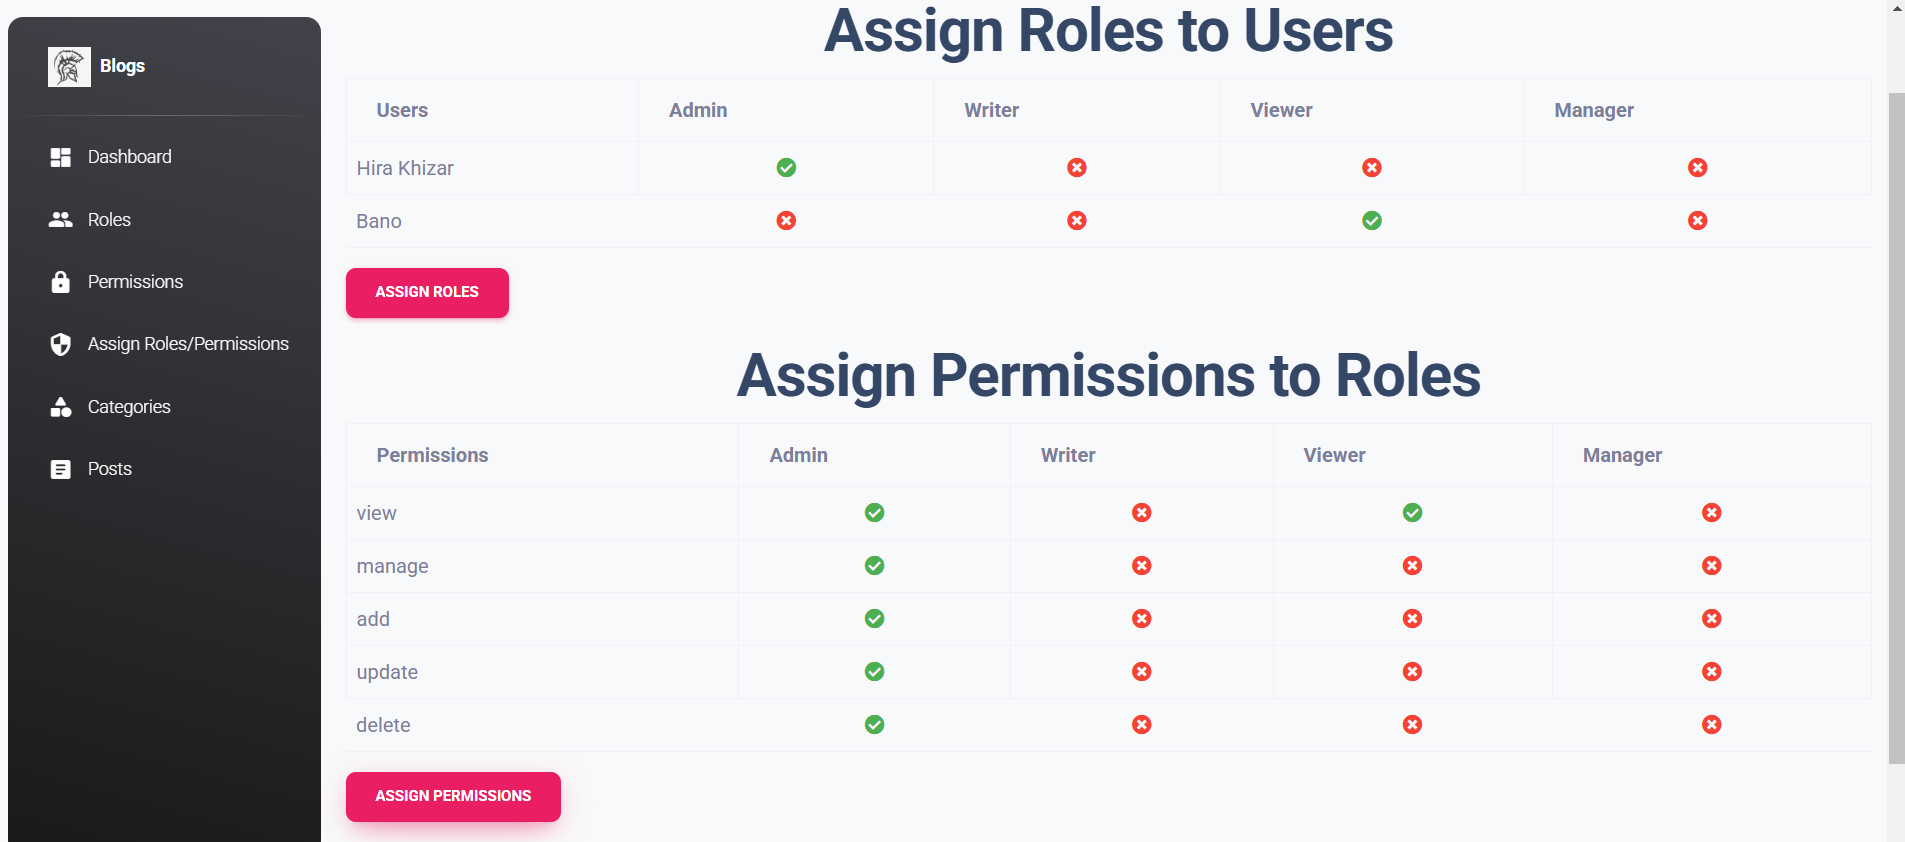 Blogs
Dashboard
Roles
Permissions
Assign Roles/Permissions
Categories
Posts
Assign Roles to Users
Users Admin Writer Viewer Manager
Hira Khizar
Bano
ASSIGN ROLES
Assign Permissions to Roles
Permissions Admin Writer Viewer Manager
view
manage
add
update
delete
ASSIGN PERMISSIONS